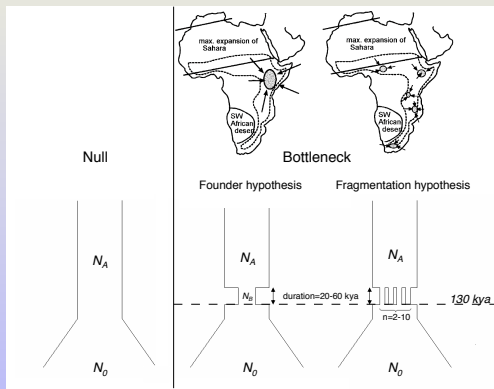 max. expansion of
Sahara
SW
African
desert
max. expansion of
Sahara
SW
African
desert
Null
Bottleneck
Founder hypothesis
Fragmentation hypothesis
N_A
N_A
N_A
N_B
duration=20-60 kya
130 kya
n=2-10
N_0
N_0
N_0